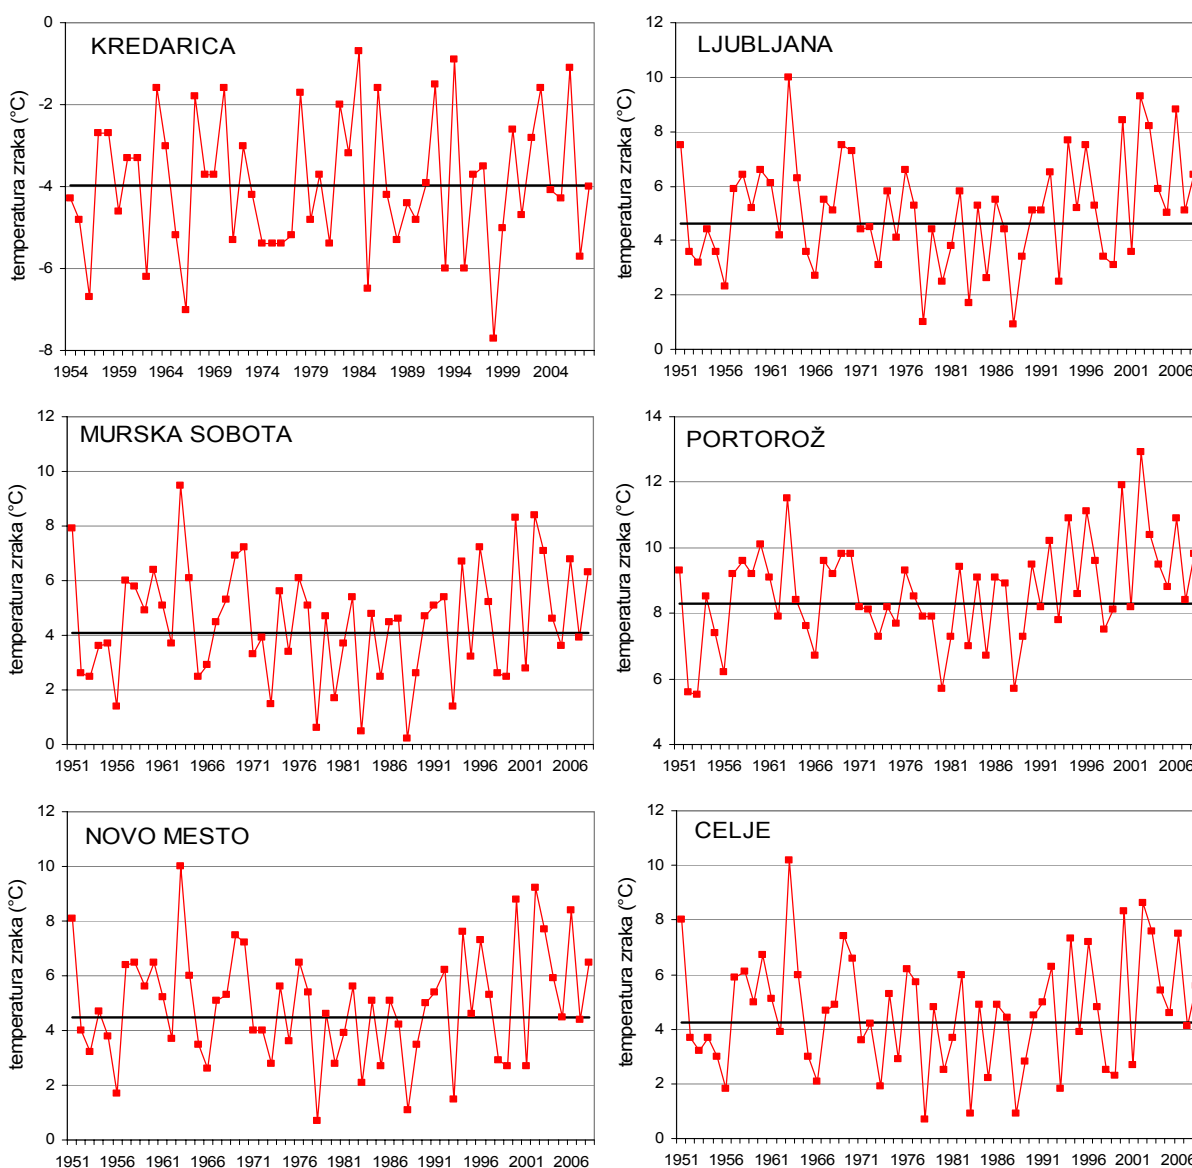 KREDARICA
temperatura zraka (°C)
0
-2
-4
-6
-8
1954 1959 1964 1969 1974 1979 1984 1989 1994 1999 2004
LJUBLJANA
temperatura zraka (°C)
12
10
8
6
4
2
0
1951 1956 1961 1966 1971 1976 1981 1986 1991 1996 2001 2006
MURSKA SOBOTA
temperatura zraka (°C)
12
10
8
6
4
2
0
1951 1956 1961 1966 1971 1976 1981 1986 1991 1996 2001 2006
PORTOROŽ
temperatura zraka (°C)
14
12
10
8
6
4
1951 1956 1961 1966 1971 1976 1981 1986 1991 1996 2001 2006
NOVO MESTO
temperatura zraka (°C)
12
10
8
6
4
2
0
1951 1956 1961 1966 1971 1976 1981 1986 1991 1996 2001 2006
CELJE
temperatura zraka (°C)
12
10
8
6
4
2
0
1951 1956 1961 1966 1971 1976 1981 1986 1991 1996 2001 2006